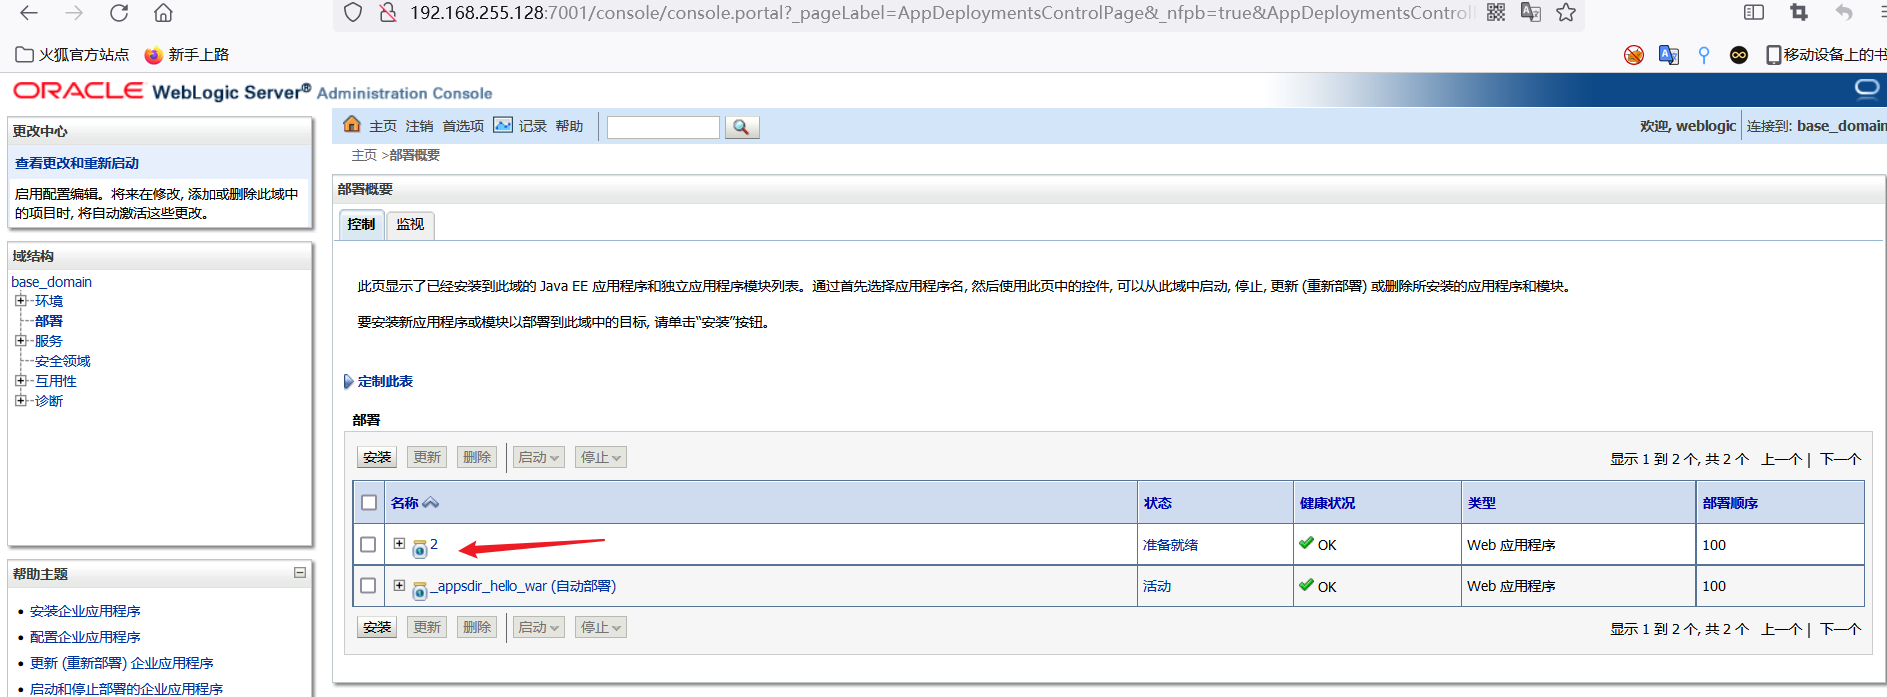 192.168.255.128:7001/console/console.portal?_pageLabel=AppDeploymentsControlPage&_nfpb=true&AppDeploymentsControl
火狐官方站点 新手上路 移动设备上的书
ORACLE WebLogic Server® Administration Console
更改中心
查看更改和重新启动
启用配置编辑。将来在修改, 添加或删除此域中
的项目时, 将自动激活这些更改。
域结构
base_domain
环境
部署
服务
安全领域
互用性
诊断
帮助主题
安装企业应用程序
配置企业应用程序
更新 (重新部署) 企业应用程序
启动和停止部署的企业应用程序
主页 注销 首选项 记录 帮助
欢迎, weblogic 连接到: base_domain
主页 >部署概要
部署概要
控制 监视
此页显示了已经安装到此域的 Java EE 应用程序和独立应用程序模块列表。通过首先选择应用程序名, 然后使用此页中的控件, 可以从此域中启动, 停止, 更新 (重新部署) 或删除所安装的应用程序和模块。
要安装新应用程序或模块以部署到此域中的目标, 请单击“安装”按钮。
定制此表
部署
安装 更新 删除 启动 停止 显示 1 到 2 个, 共 2 个 上一个 | 下一个
名称 状态 健康状况 类型 部署顺序
2 准备就绪 OK Web 应用程序 100
_appsdir_hello_war (自动部署) 活动 OK Web 应用程序 100
安装 更新 删除 启动 停止 显示 1 到 2 个, 共 2 个 上一个 | 下一个